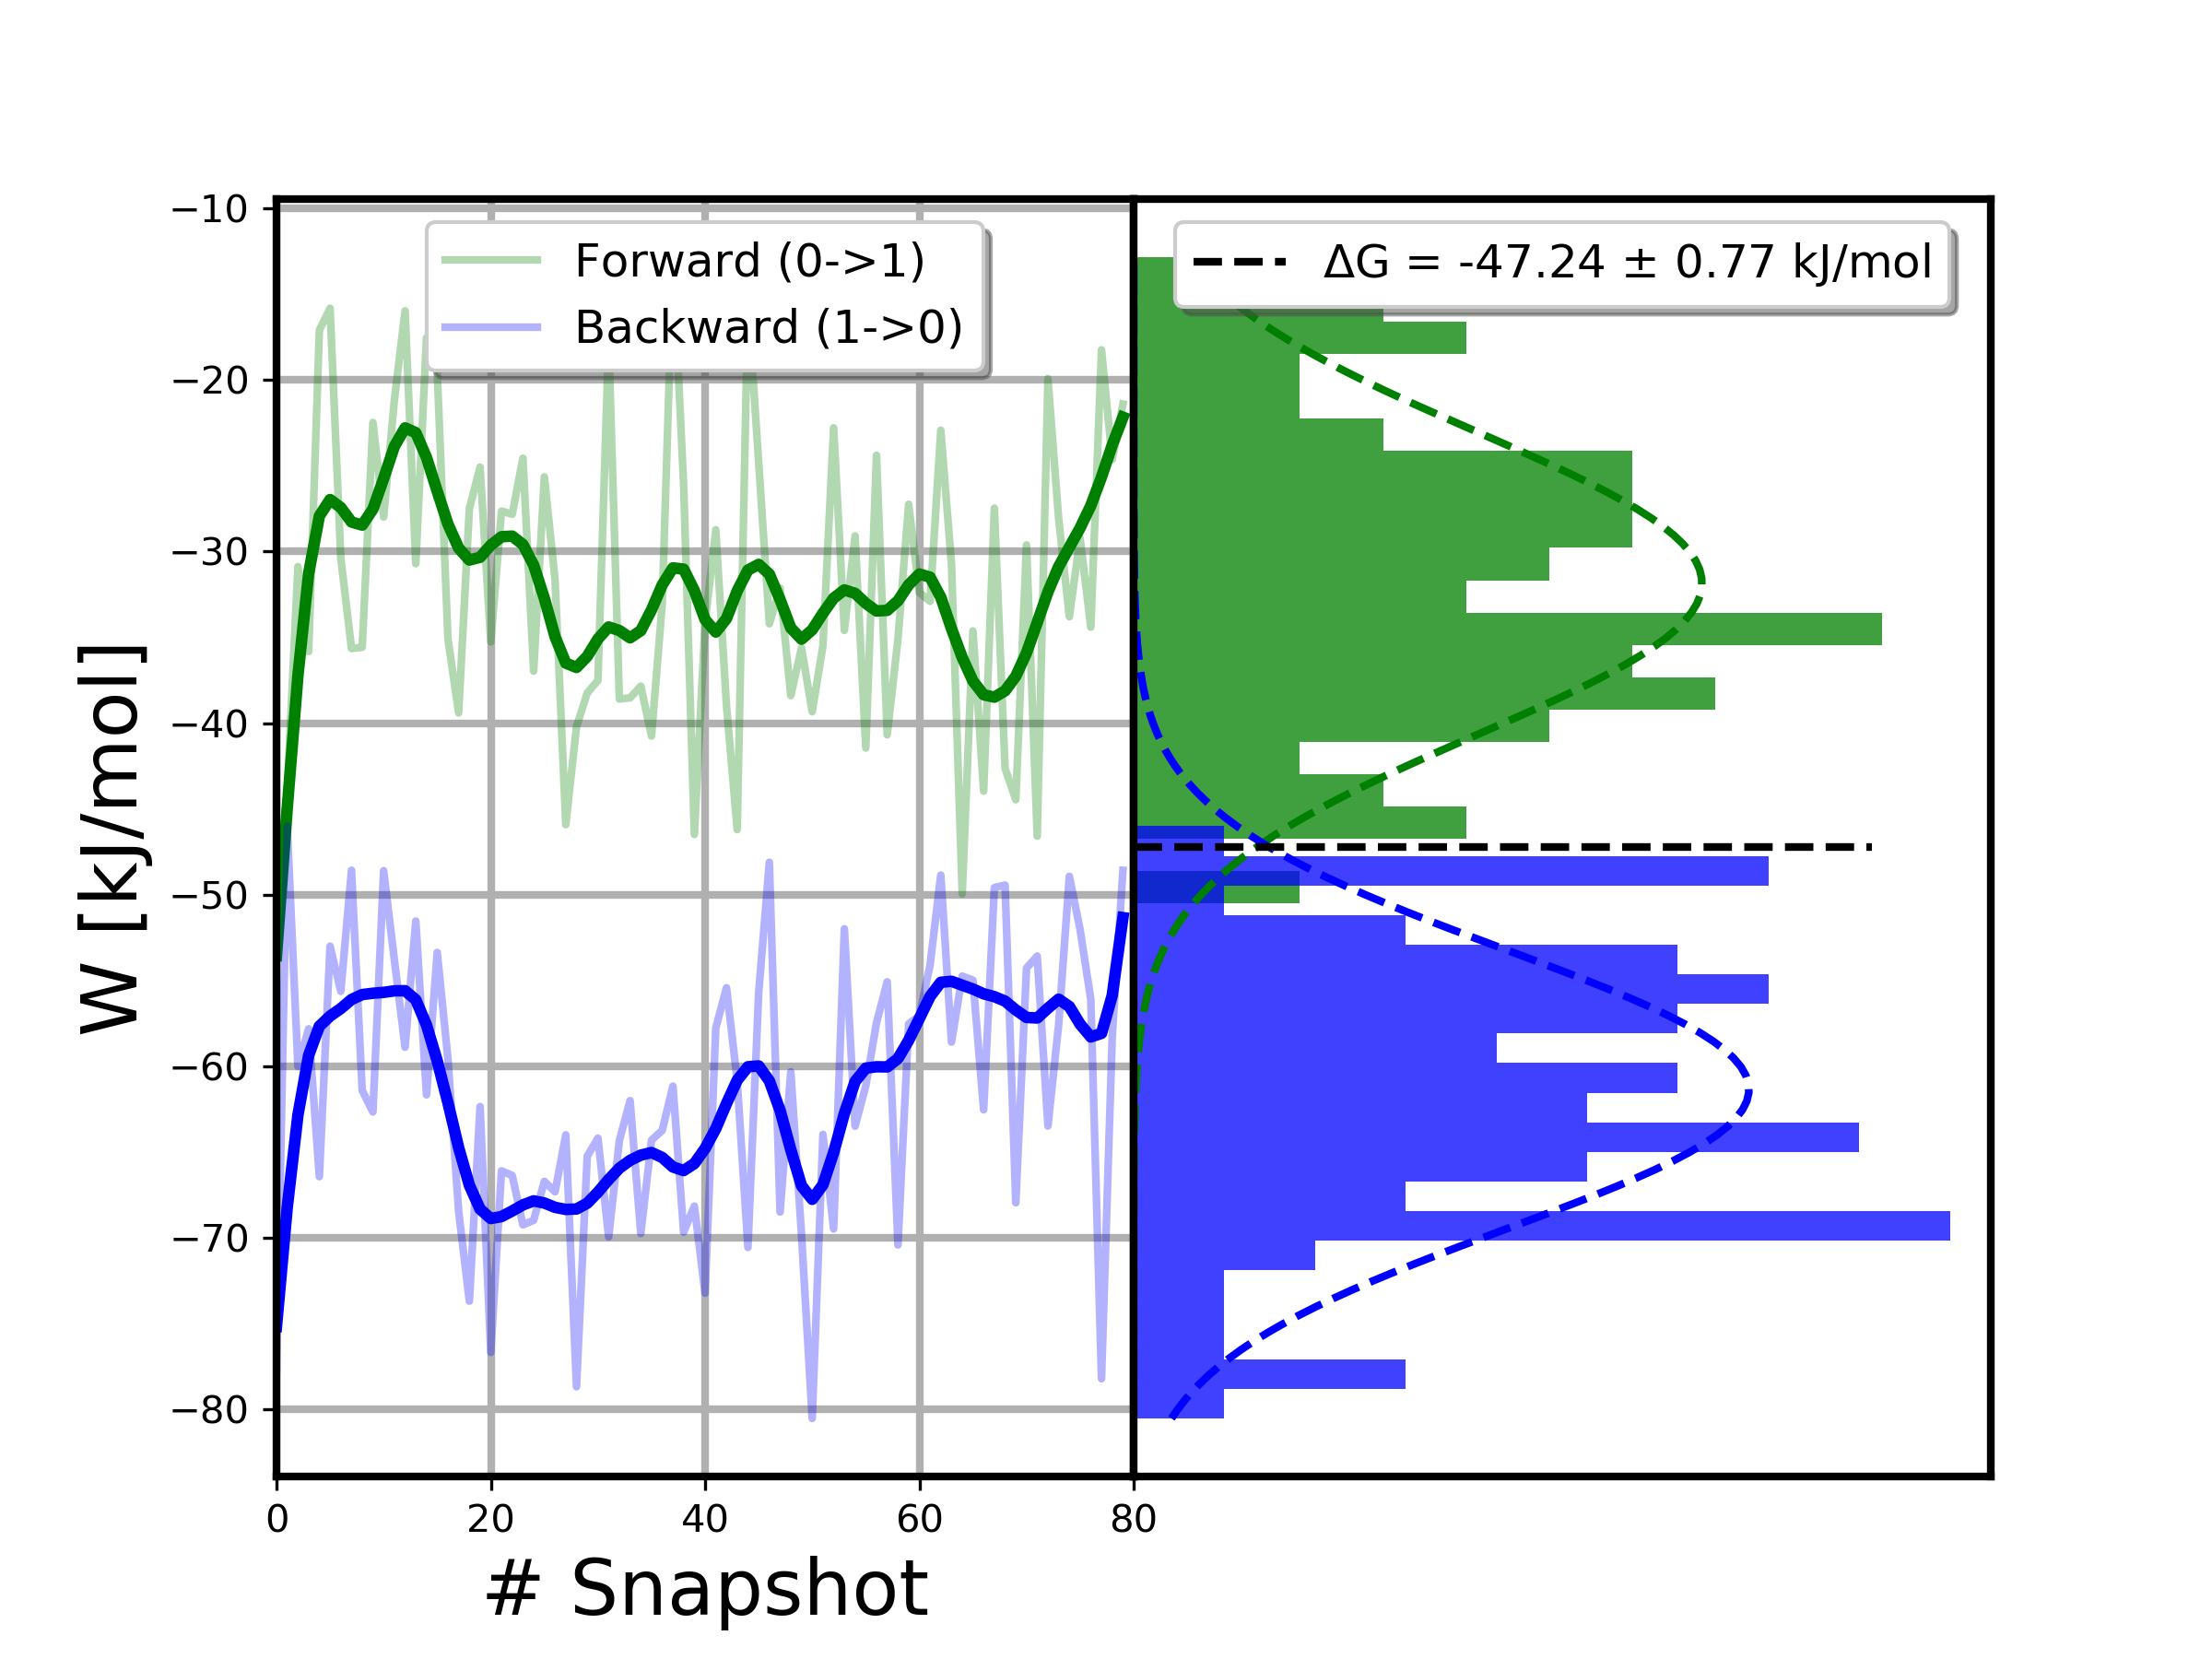 Forward (0->1)
Backward (1->0)
ΔG = -47.24 ± 0.77 kJ/mol
W [kJ/mol]
−10
−20
−30
−40
−50
−60
−70
−80
0 20 40 60 80
# Snapshot